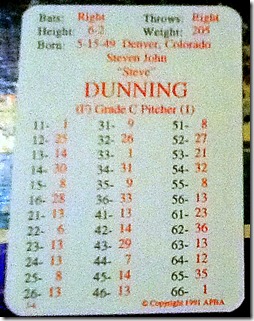 Bats: Right Throws: Right
Height: 6-2 Weight: 205
Born: 5-15-49 Denver, Colorado
Steven John
"Steve"
DUNNING
(P) Grade C Pitcher (1)
11- 1 31- 9 51- 8
12- 25 32- 26 52- 27
13- 14 33- 1 53- 21
14- 30 34- 31 54- 32
15- 8 35- 9 55- 8
16- 28 36- 33 56- 13
21- 13 41- 23 61- 13
22- 6 42- 14 62- 36
23- 13 43- 29 63- 13
24- 13 44- 7 64- 12
25- 8 45- 14 65- 35
26- 13 46- 13 66- 1
© Copyright 1991 APBA